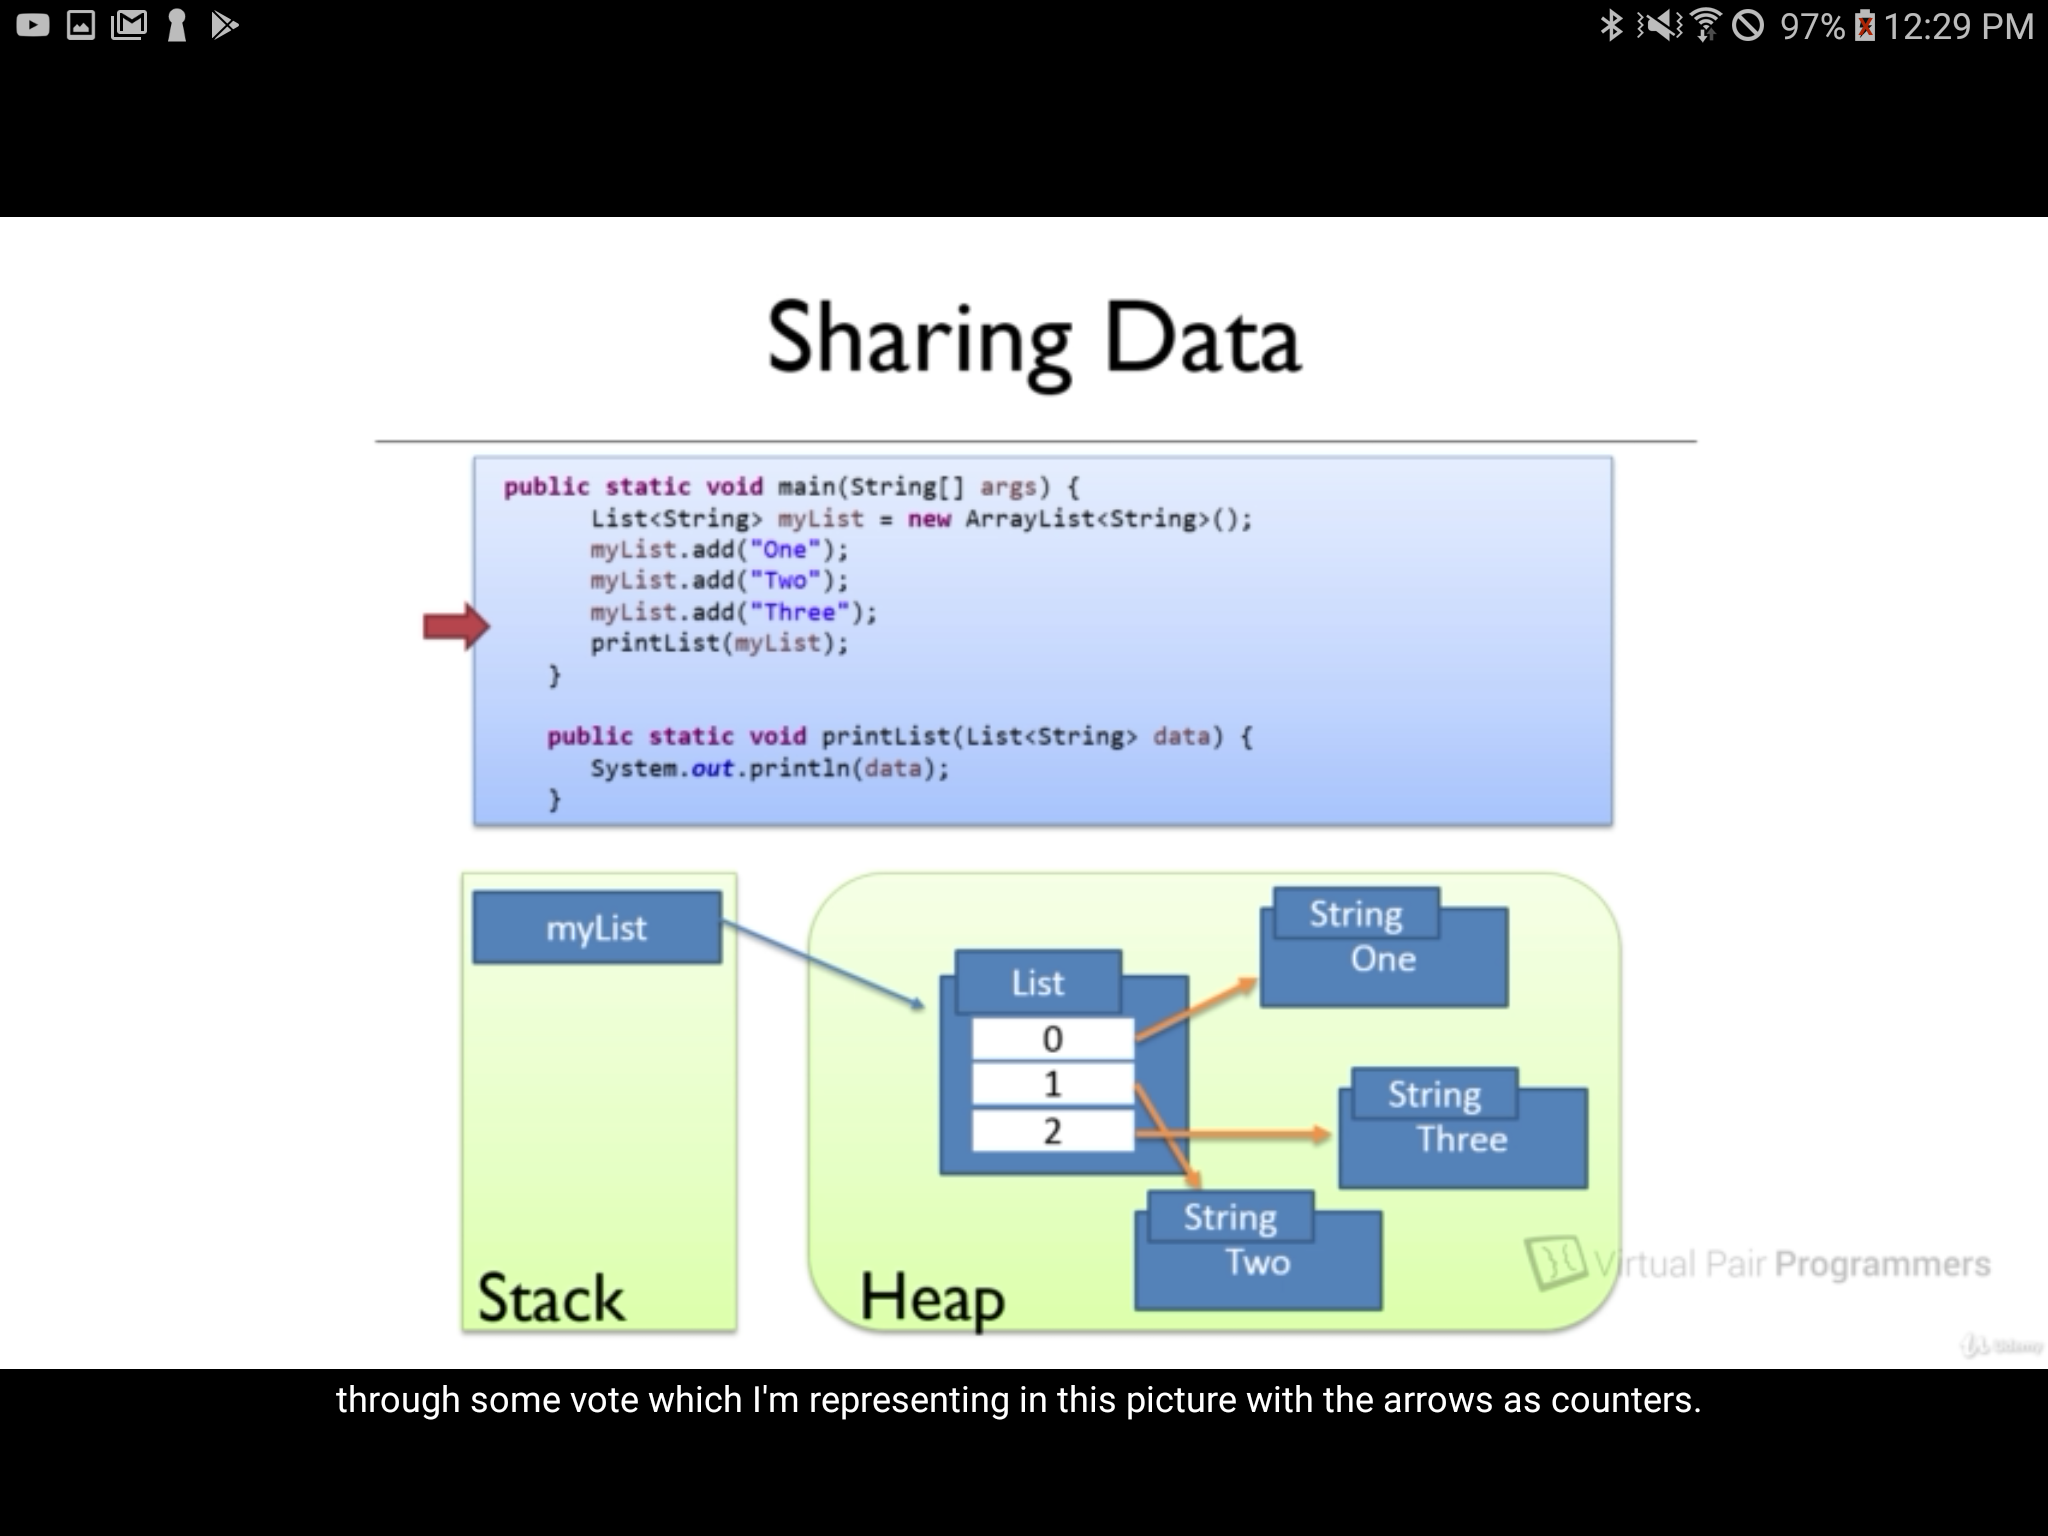 97% 12:29 PM
Sharing Data
public static void main(String[] args) {
List<String> myList = new ArrayList<String>();
myList.add("One");
myList.add("Two");
myList.add("Three");
printList(myList);
}
public static void printList(List<String> data) {
System.out.println(data);
}
myList
Stack
List
0
1
2
String
One
String
Three
String
Two
Heap
Virtual Pair Programmers
Udemy
through some vote which I'm representing in this picture with the arrows as counters.